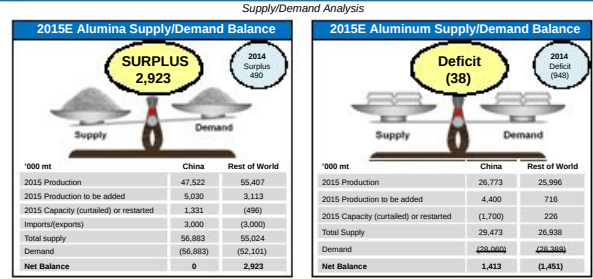 Supply/Demand Analysis
2015E Alumina Supply/Demand Balance
SURPLUS
2,923
2014
Surplus
490
Supply
Demand
'000 mt China Rest of World
2015 Production 47,522 55,407
2015 Production to be added 5,030 3,113
2015 Capacity (curtailed) or restarted 1,331 (496)
Imports/(exports) 3,000 (3,000)
Total supply 56,883 55,024
Demand (56,883) (52,101)
Net Balance 0 2,923
2015E Aluminum Supply/Demand Balance
Deficit
(38)
2014
Deficit
(948)
Supply
Demand
'000 mt China Rest of World
2015 Production 26,773 25,996
2015 Production to be added 4,400 716
2015 Capacity (curtailed) or restarted (1,700) 226
Total Supply 29,473 26,938
Demand (28,060) (28,389)
Net Balance 1,413 (1,451)